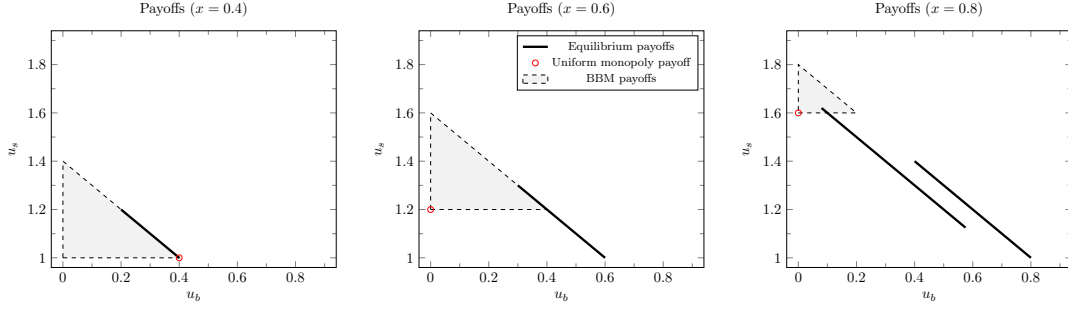 Payoffs (x = 0.4)
1.8
1.6
1.4
1.2
1
u_s
0 0.2 0.4 0.6 0.8
u_b
Payoffs (x = 0.6)
Equilibrium payoffs
Uniform monopoly payoff
BBM payoffs
1.8
1.6
1.4
1.2
1
u_s
0 0.2 0.4 0.6 0.8
u_b
Payoffs (x = 0.8)
1.8
1.6
1.4
1.2
1
u_s
0 0.2 0.4 0.6 0.8
u_b